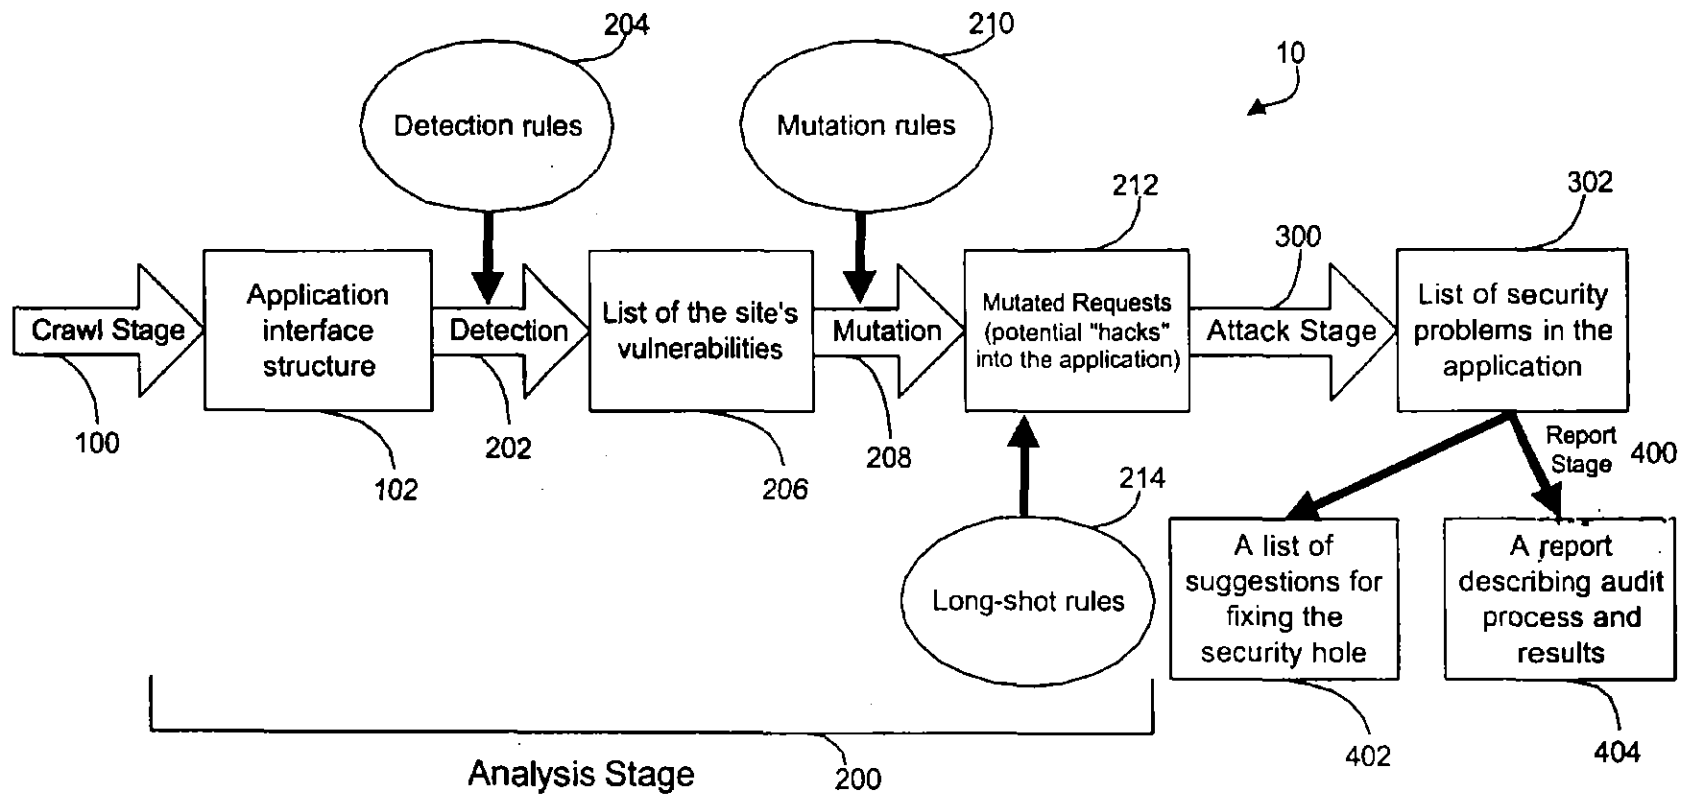 204
210
10
Detection rules
Mutation rules
212
302
300
Crawl Stage
Application
interface
structure
Detection
List of the site's
vulnerabilities
Mutation
Mutated Requests
(potential "hacks"
into the application)
Attack Stage
List of security
problems in the
application
100
202
208
102
206
214
Report
Stage
400
Long-shot rules
A list of
suggestions for
fixing the
security hole
A report
describing audit
process and
results
402
404
Analysis Stage
200